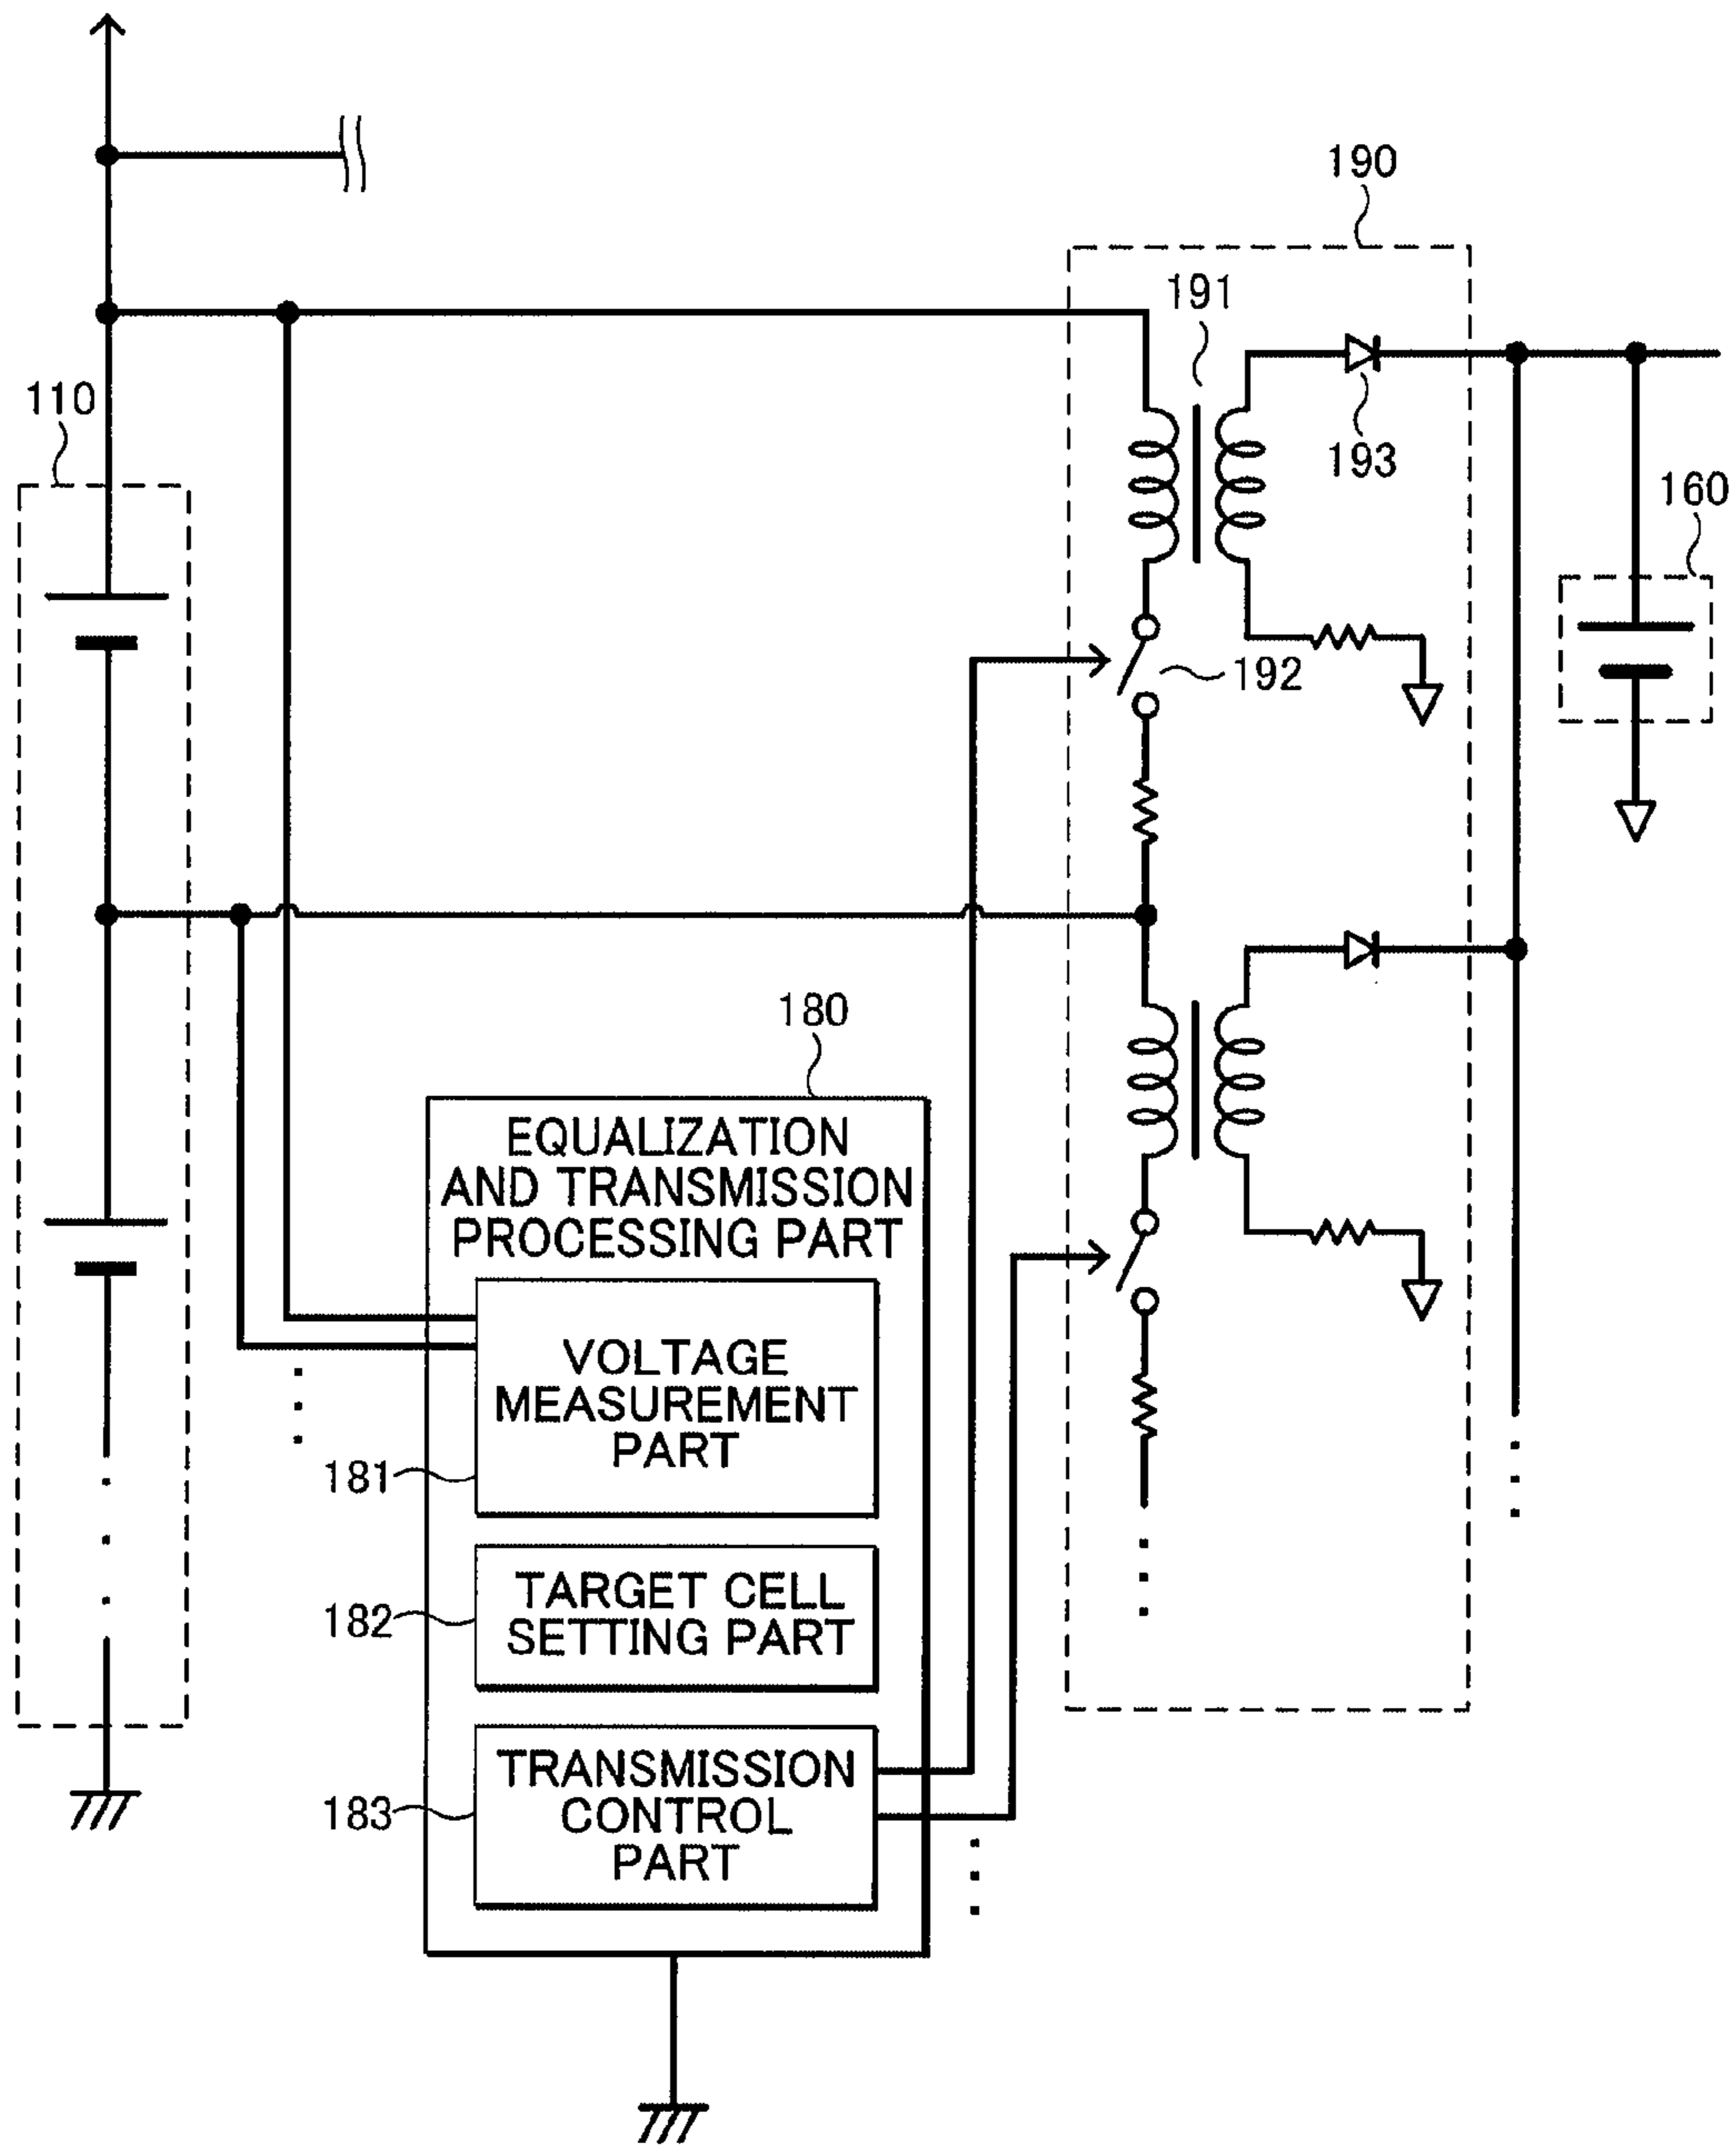 190
191
110
193
160
192
180
EQUALIZATION
AND TRANSMISSION
PROCESSING PART
VOLTAGE
MEASUREMENT
PART
181
TARGET CELL
SETTING PART
182
TRANSMISSION
CONTROL
PART
183